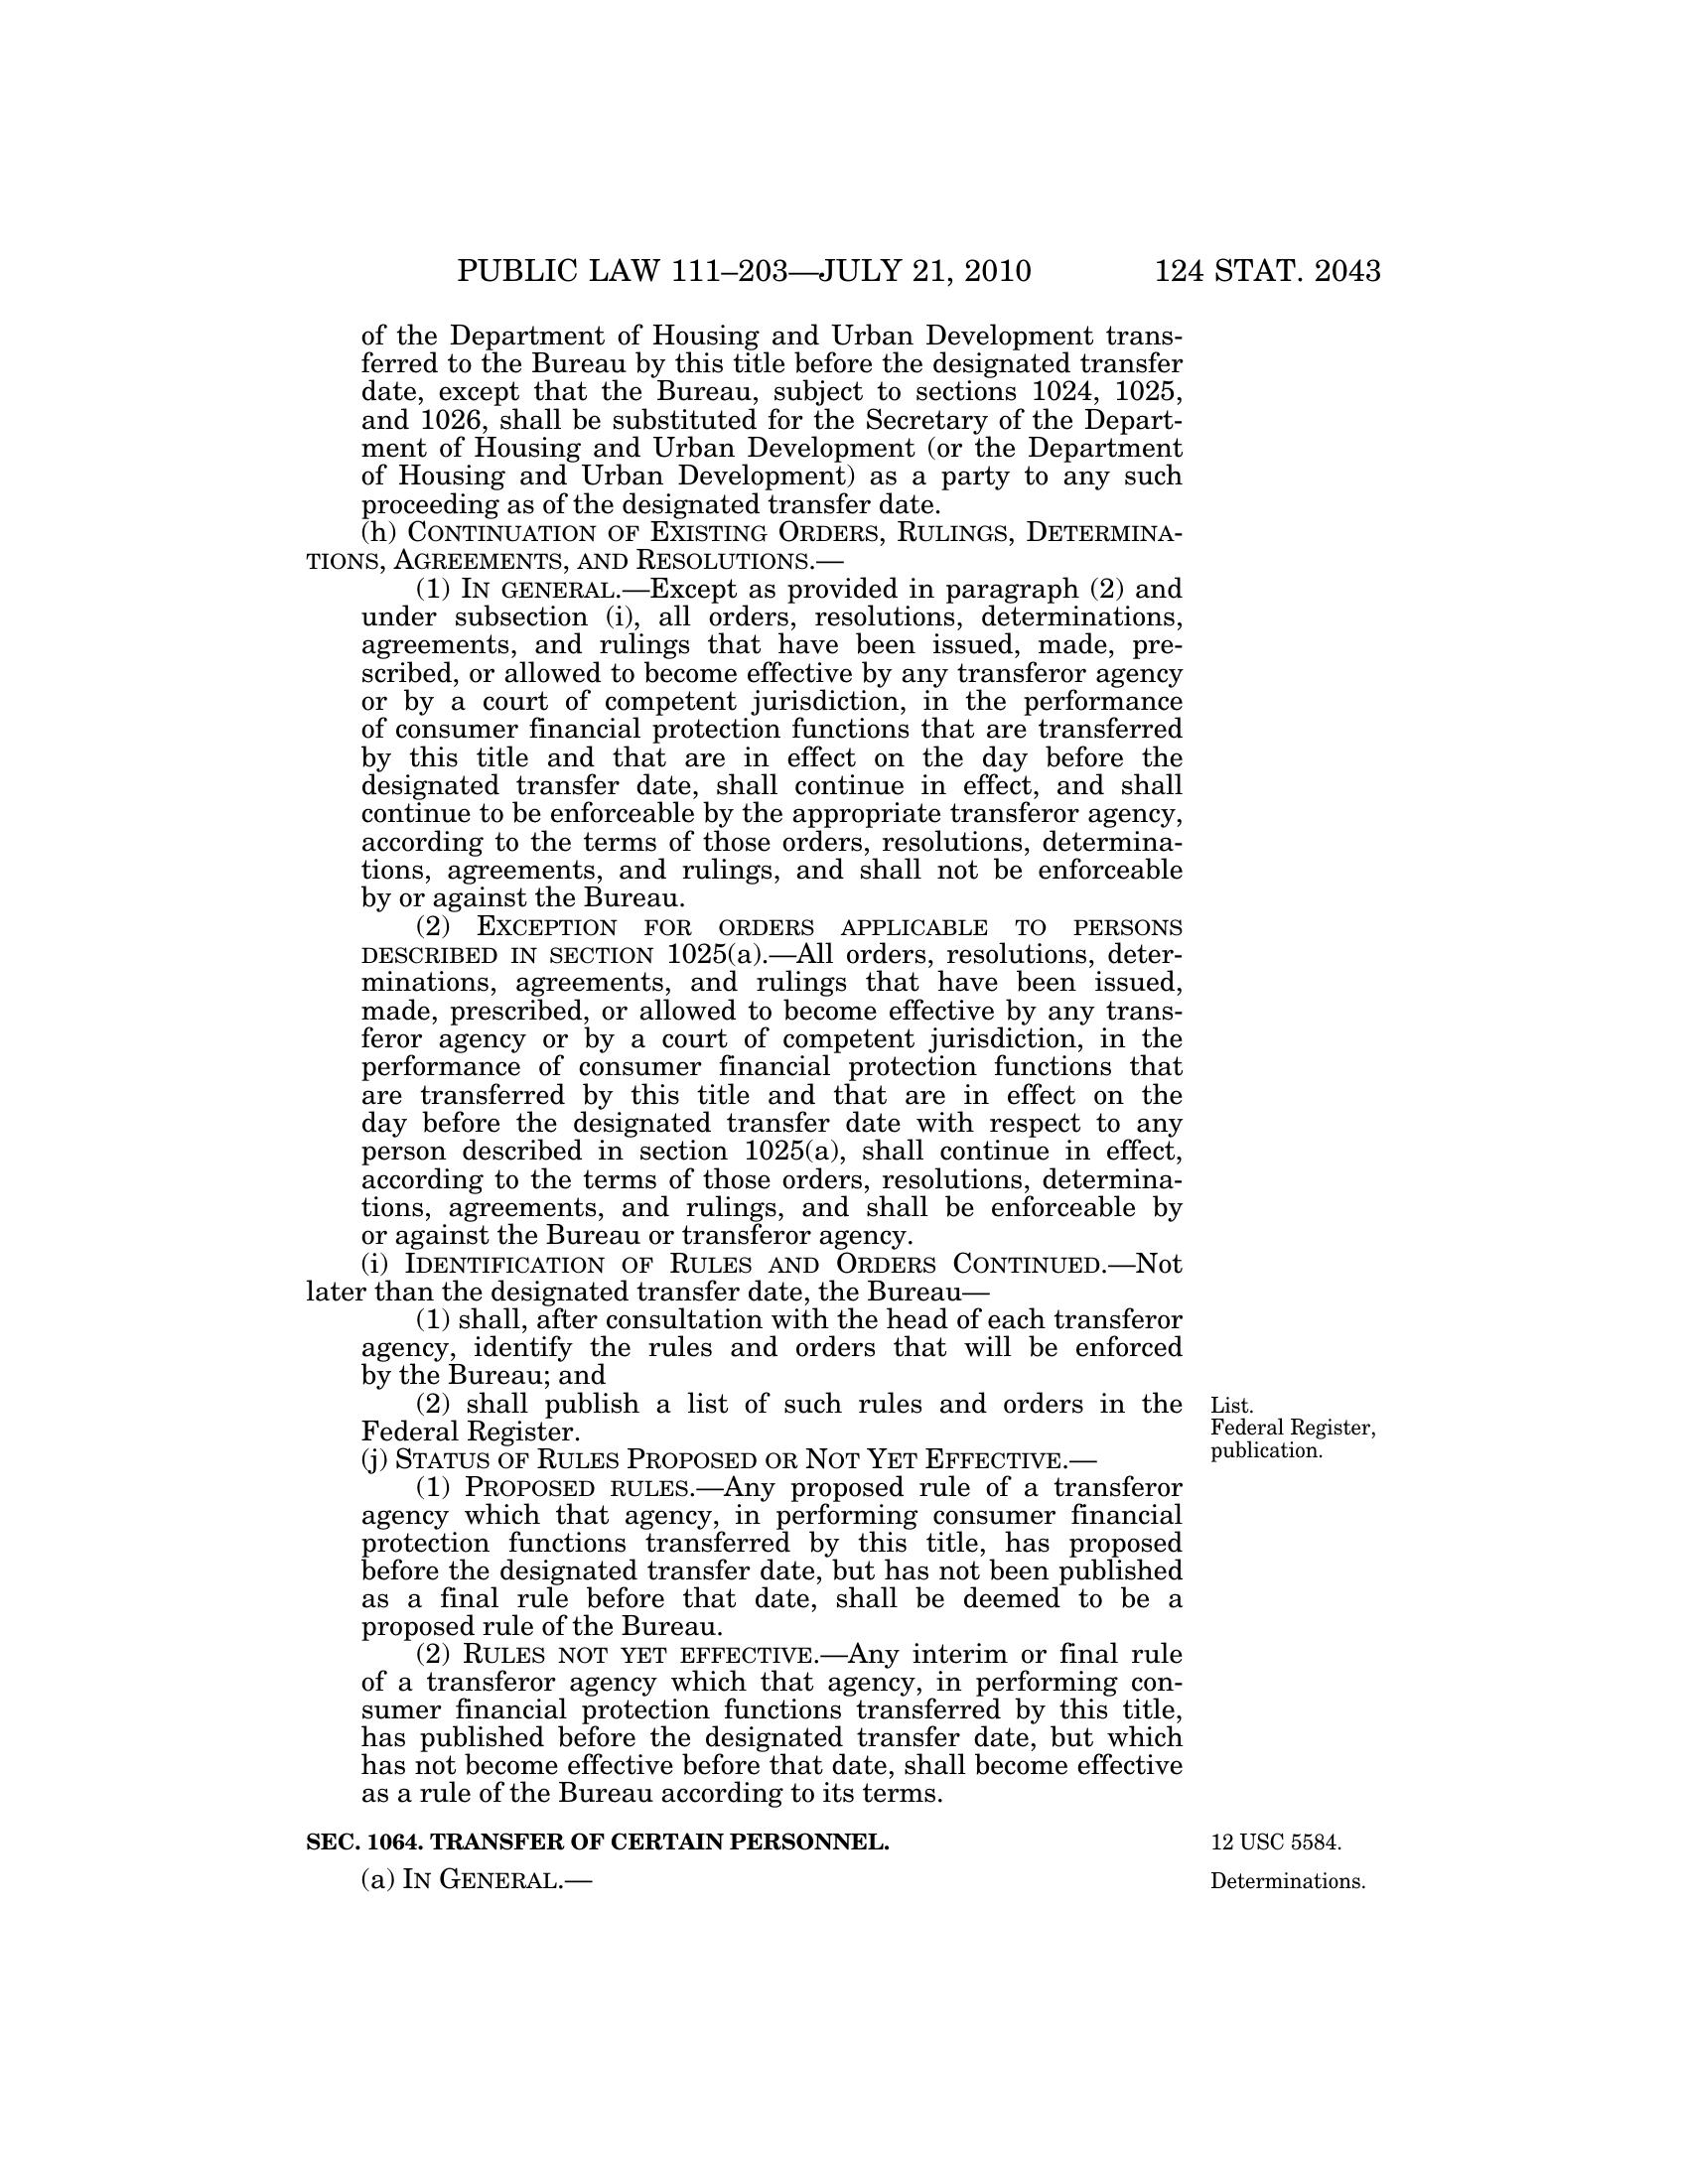 PUBLIC LAW 111–203—JULY 21, 2010 124 STAT. 2043
of the Department of Housing and Urban Development trans-
ferred to the Bureau by this title before the designated transfer
date, except that the Bureau, subject to sections 1024, 1025,
and 1026, shall be substituted for the Secretary of the Depart-
ment of Housing and Urban Development (or the Department
of Housing and Urban Development) as a party to any such
proceeding as of the designated transfer date.
(h) CONTINUATION OF EXISTING ORDERS, RULINGS, DETERMINA-
TIONS, AGREEMENTS, AND RESOLUTIONS.—
(1) IN GENERAL.—Except as provided in paragraph (2) and
under subsection (i), all orders, resolutions, determinations,
agreements, and rulings that have been issued, made, pre-
scribed, or allowed to become effective by any transferor agency
or by a court of competent jurisdiction, in the performance
of consumer financial protection functions that are transferred
by this title and that are in effect on the day before the
designated transfer date, shall continue in effect, and shall
continue to be enforceable by the appropriate transferor agency,
according to the terms of those orders, resolutions, determina-
tions, agreements, and rulings, and shall not be enforceable
by or against the Bureau.
(2) EXCEPTION FOR ORDERS APPLICABLE TO PERSONS
DESCRIBED IN SECTION 1025(a).—All orders, resolutions, deter-
minations, agreements, and rulings that have been issued,
made, prescribed, or allowed to become effective by any trans-
feror agency or by a court of competent jurisdiction, in the
performance of consumer financial protection functions that
are transferred by this title and that are in effect on the
day before the designated transfer date with respect to any
person described in section 1025(a), shall continue in effect,
according to the terms of those orders, resolutions, determina-
tions, agreements, and rulings, and shall be enforceable by
or against the Bureau or transferor agency.
(i) IDENTIFICATION OF RULES AND ORDERS CONTINUED.—Not
later than the designated transfer date, the Bureau—
(1) shall, after consultation with the head of each transferor
agency, identify the rules and orders that will be enforced
by the Bureau; and
(2) shall publish a list of such rules and orders in the
Federal Register.
List.
Federal Register,
publication.
(j) STATUS OF RULES PROPOSED OR NOT YET EFFECTIVE.—
(1) PROPOSED RULES.—Any proposed rule of a transferor
agency which that agency, in performing consumer financial
protection functions transferred by this title, has proposed
before the designated transfer date, but has not been published
as a final rule before that date, shall be deemed to be a
proposed rule of the Bureau.
(2) RULES NOT YET EFFECTIVE.—Any interim or final rule
of a transferor agency which that agency, in performing con-
sumer financial protection functions transferred by this title,
has published before the designated transfer date, but which
has not become effective before that date, shall become effective
as a rule of the Bureau according to its terms.
SEC. 1064. TRANSFER OF CERTAIN PERSONNEL.
12 USC 5584.
(a) IN GENERAL.—
Determinations.